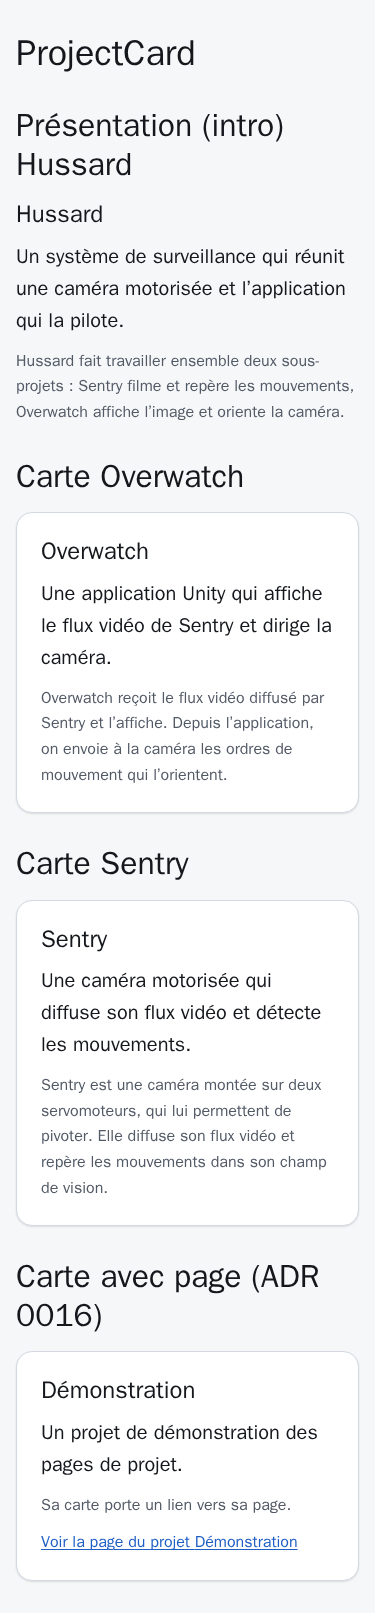 ProjectCard
Présentation (intro)
Hussard
Hussard
Un système de surveillance qui réunit
une caméra motorisée et l’application
qui la pilote.
Hussard fait travailler ensemble deux sous-
projets : Sentry filme et repère les mouvements,
Overwatch affiche l’image et oriente la caméra.
Carte Overwatch
Overwatch
Une application Unity qui affiche
le flux vidéo de Sentry et dirige la
caméra.
Overwatch reçoit le flux vidéo diffusé par
Sentry et l’affiche. Depuis l’application,
on envoie à la caméra les ordres de
mouvement qui l’orientent.
Carte Sentry
Sentry
Une caméra motorisée qui
diffuse son flux vidéo et détecte
les mouvements.
Sentry est une caméra montée sur deux
servomoteurs, qui lui permettent de
pivoter. Elle diffuse son flux vidéo et
repère les mouvements dans son champ
de vision.
Carte avec page (ADR
0016)
Démonstration
Un projet de démonstration des
pages de projet.
Sa carte porte un lien vers sa page.
Voir la page du projet Démonstration